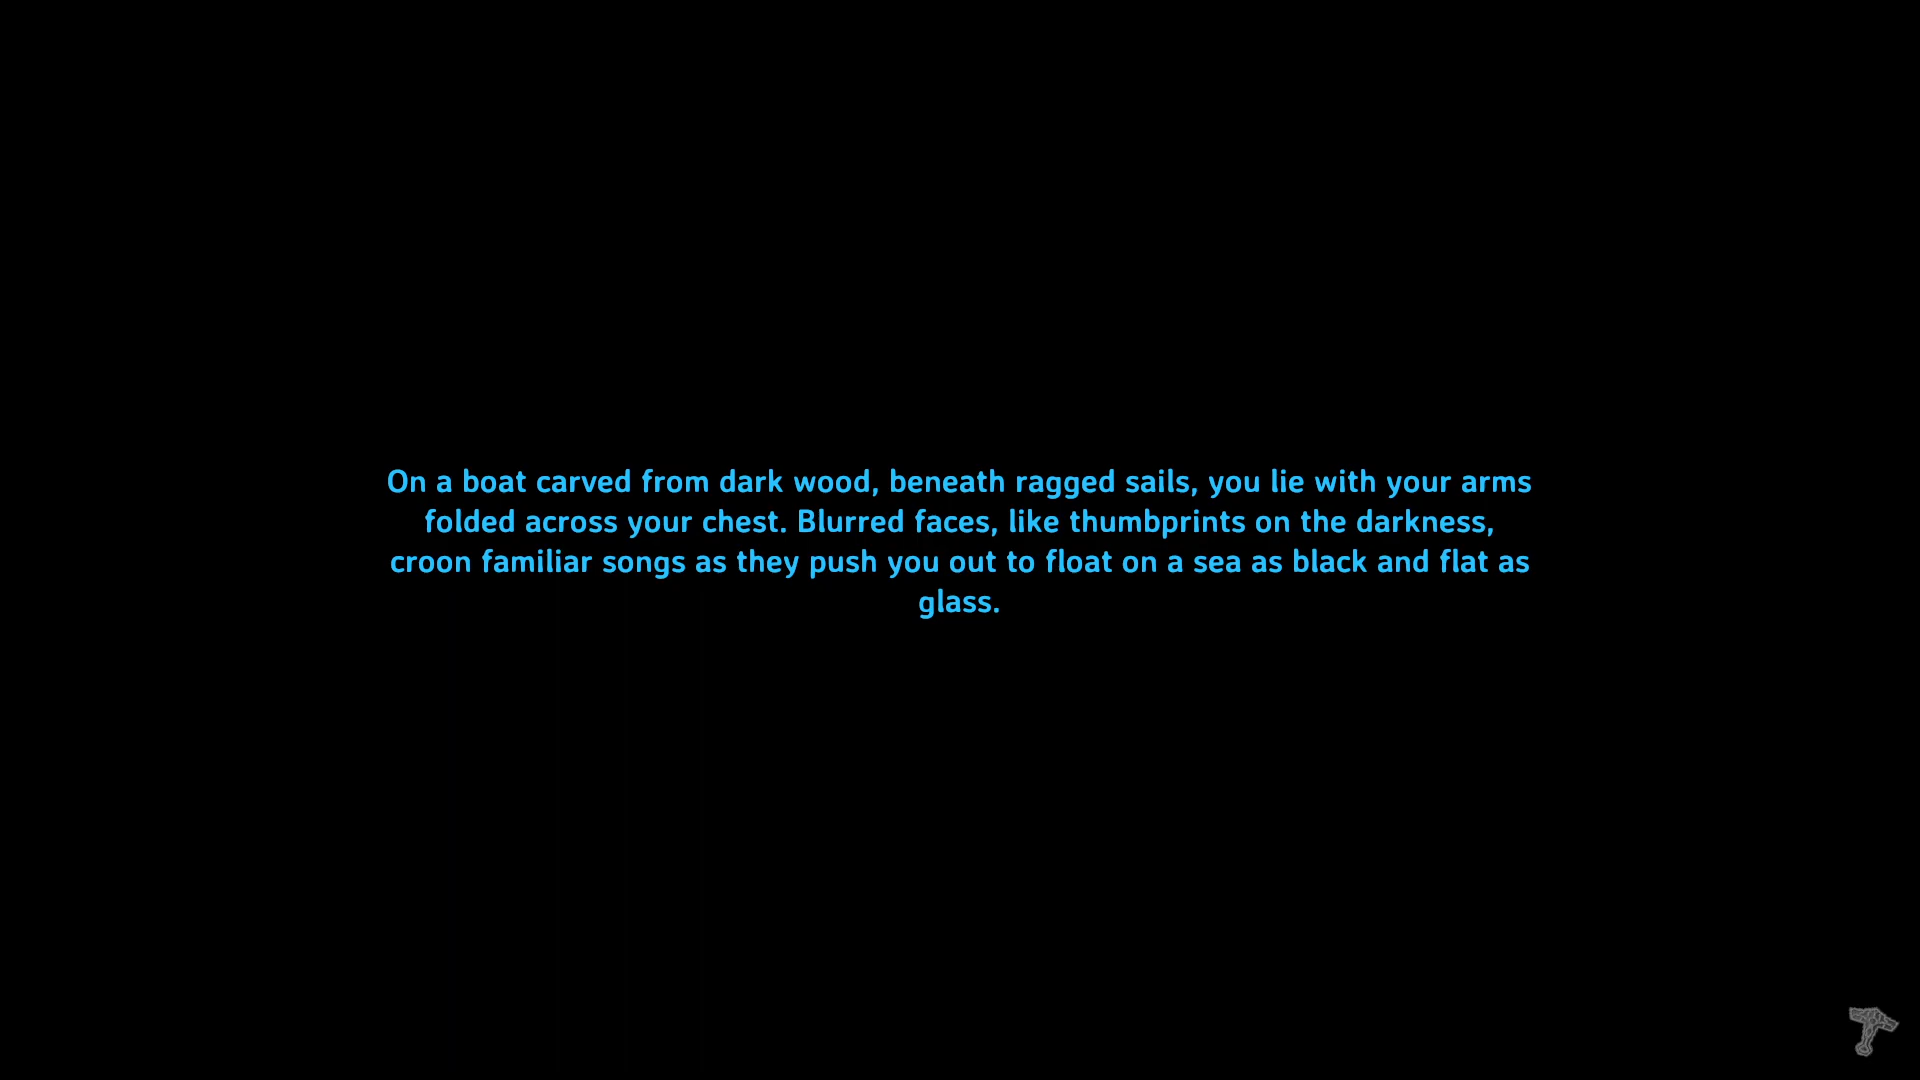 On a boat carved from dark wood, beneath ragged sails, you lie with your arms
folded across your chest. Blurred faces, like thumbprints on the darkness,
croon familiar songs as they push you out to float on a sea as black and flat as
glass.